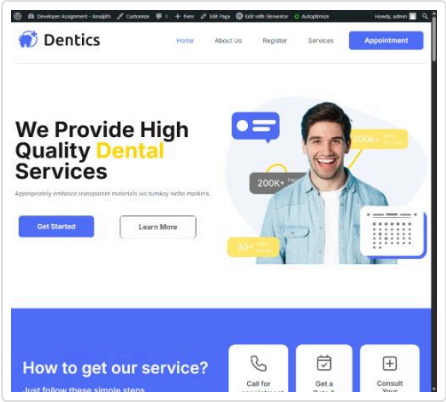 Developer Assignment - Amaljith Customize 0 + New Edit Page Edit with Elementor Autoptimize Howdy, admin
Dentics
Home About Us Register Services Appointment
We Provide High
Quality Dental
Services
Appropriately embrace transparent materials via turnkey niche markets.
Get Started Learn More
200K+
30+
How to get our service?
Just follow these simple steps
Call for
Get a
Consult
Your